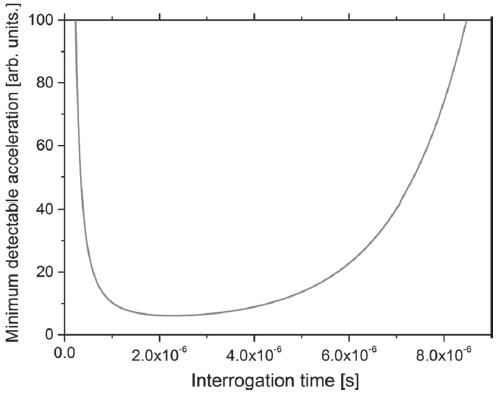 Minimum detectable acceleration [arb. units.]
100
80
60
40
20
0
0.0 2.0x10⁻⁶ 4.0x10⁻⁶ 6.0x10⁻⁶ 8.0x10⁻⁶
Interrogation time [s]